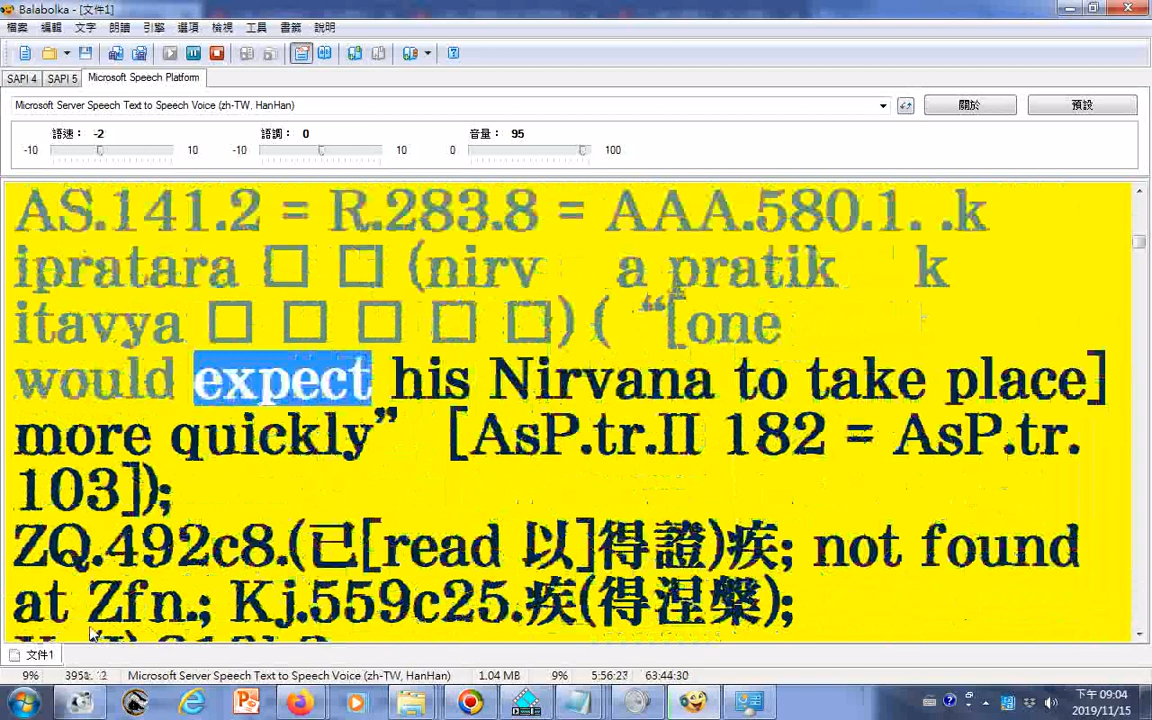 Balabolka - [文件1]
檔案 編輯 文字 朗讀 引擎 選項 檢視 工具 書籤 說明
SAPI 4 SAPI 5 Microsoft Speech Platform
Microsoft Server Speech Text to Speech Voice (zh-TW, HanHan) 關於 預設
語速： -2 語調： 0 音量： 95
-10 10 -10 10 0 100
AS.141.2 = R.283.8 = AAA.580.1. .k
ipratara □ □ (nirv a pratik k
itavya □ □ □ □ □) ( “[one
would expect his Nirvana to take place]
more quickly” [AsP.tr.II 182 = AsP.tr.
103]);
ZQ.492c8.(已[read 以]得證)疾; not found
at Zfn.; Kj.559c25.疾(得涅槃);
文件1
9% Microsoft Server Speech Text to Speech Voice (zh-TW, HanHan) 1.04 MB 9% 5:56:23 63:44:30
下午 09:04
2019/11/15